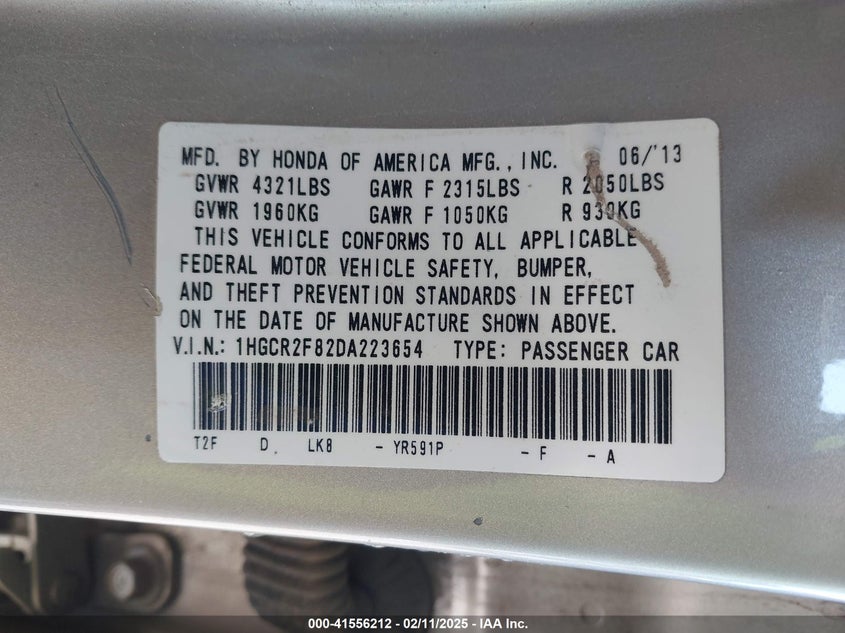 MFD. BY HONDA OF AMERICA MFG., INC. 06/'13
GVWR 4321LBS GAWR F 2315LBS R 2050LBS
GVWR 1960KG GAWR F 1050KG R 930KG
THIS VEHICLE CONFORMS TO ALL APPLICABLE
FEDERAL MOTOR VEHICLE SAFETY, BUMPER,
AND THEFT PREVENTION STANDARDS IN EFFECT
ON THE DATE OF MANUFACTURE SHOWN ABOVE.
V.I.N.: 1HGCR2F82DA223654 TYPE: PASSENGER CAR
T2F D LK8 - YR591P - F - A
000-41556212 - 02/11/2025 - IAA Inc.